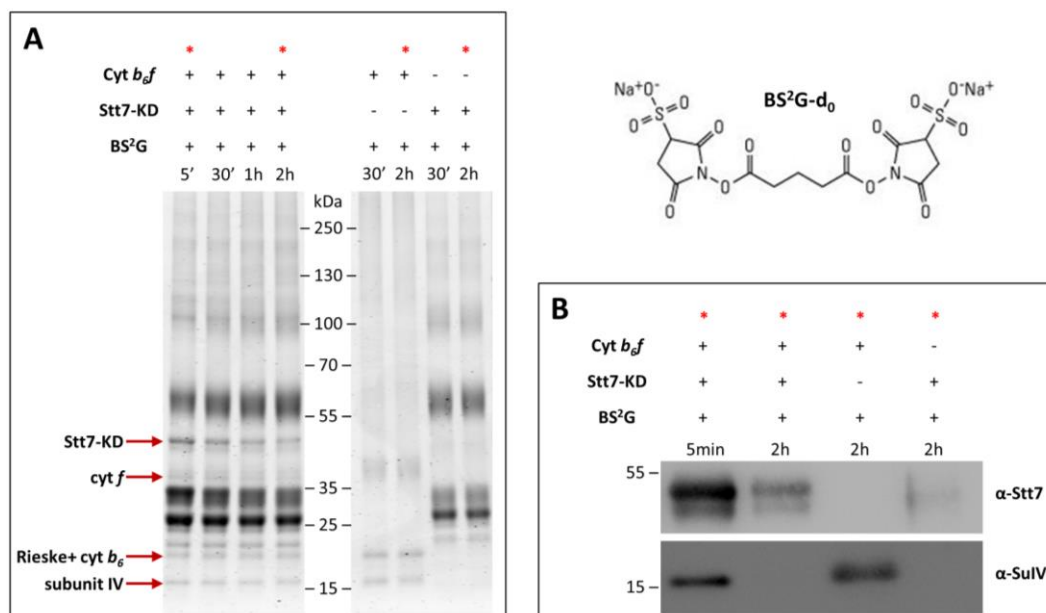 A
* * * *
Cyt b₆f + + + + + + - -
Stt7-KD + + + + - - + +
BS²G + + + + + + + +
5’ 30’ 1h 2h 30’ 2h 30’ 2h
kDa
– 250 –
– 130 –
– 100 –
– 70 –
– 55 –
Stt7-KD
cyt f
– 35 –
– 25 –
Rieske+ cyt b₆
subunit IV
– 15 –
Na⁺O⁻
O⁻Na⁺
BS²G-d₀
O S O O O O O S O
N O O N
O O
B
* * * *
Cyt b₆f + + + -
Stt7-KD + + - +
BS²G + + + +
5min 2h 2h 2h
55 –
α-Stt7
15 –
α-SuIV